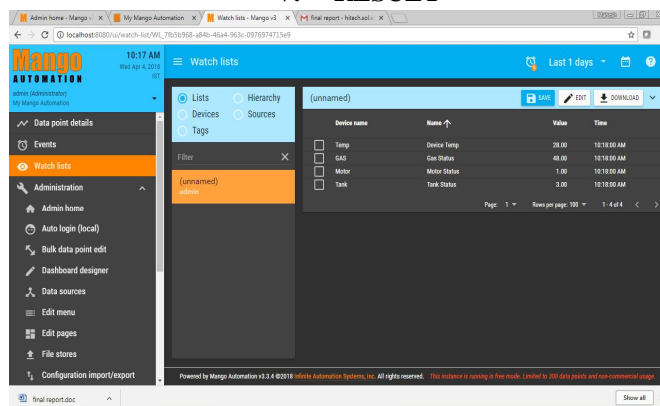 V. RESULT
Admin home - Mango v
My Mango Automation
Watch lists - Mango v3
final report - hitach.sol
localhost:8080/ui/watch-list/WL_7fb5b968-a84b-46a4-963c-0976974715e9
Mango
AUTOMATION
10:17 AM
Wed Apr 4, 2018
IST
Watch lists
Last 1 days
admin (Administrator)
My Mango Automation
Data point details
Events
Watch lists
Administration
Admin home
Auto login (local)
Bulk data point edit
Dashboard designer
Data sources
Edit menu
Edit pages
File stores
Configuration import/export
Lists Hierarchy
Devices Sources
Tags
Filter
(unnamed)
admin
(unnamed) SAVE EDIT DOWNLOAD
Device name Name Value Time
Temp Device Temp 28.00 10:18:00 AM
GAS Gas Status 48.00 10:18:00 AM
Motor Motor Status 1.00 10:18:00 AM
Tank Tank Status 3.00 10:18:00 AM
Page: 1 Rows per page: 100 1 - 4 of 4
Powered by Mango Automation v3.3.4 ©2018 Infinite Automation Systems, Inc. All rights reserved. This instance is running in free mode. Limited to 300 data points and non-commercial usage.
final report.doc
Show all